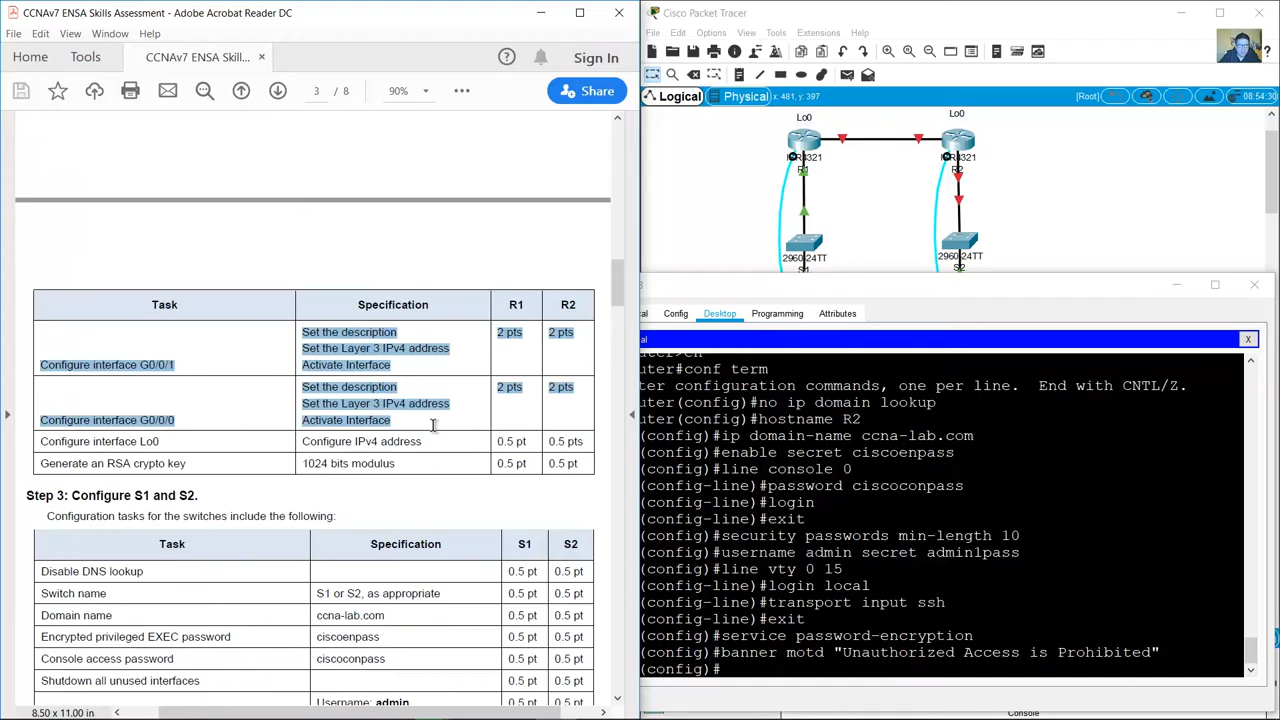 CCNAv7 ENSA Skills Assessment - Adobe Acrobat Reader DC
File Edit View Window Help
Home Tools CCNAv7 ENSA Skill... × Sign In
3 / 8 90% Share
Task Specification R1 R2
Configure interface G0/0/1
Set the description
Set the Layer 3 IPv4 address
Activate Interface
2 pts 2 pts
Configure interface G0/0/0
Set the description
Set the Layer 3 IPv4 address
Activate Interface
2 pts 2 pts
Configure interface Lo0 Configure IPv4 address 0.5 pt 0.5 pts
Generate an RSA crypto key 1024 bits modulus 0.5 pt 0.5 pt
Step 3: Configure S1 and S2.
Configuration tasks for the switches include the following:
Task Specification S1 S2
Disable DNS lookup 0.5 pt 0.5 pt
Switch name S1 or S2, as appropriate 0.5 pt 0.5 pt
Domain name ccna-lab.com 0.5 pt 0.5 pt
Encrypted privileged EXEC password ciscoenpass 0.5 pt 0.5 pt
Console access password ciscoconpass 0.5 pt 0.5 pt
Shutdown all unused interfaces 0.5 pt 0.5 pt
Username: admin
8.50 x 11.00 in
Cisco Packet Tracer
File Edit Options View Tools Extensions Help
Logical Physical x: 481, y: 397 [Root] 08:54:30
Lo0 Lo0
R1 R2
2960-24TT 2960-24TT
S1 S2
Config Desktop Programming Attributes
uter#conf term
ter configuration commands, one per line. End with CNTL/Z.
uter(config)#no ip domain lookup
uter(config)#hostname R2
(config)#ip domain-name ccna-lab.com
(config)#enable secret ciscoenpass
(config)#line console 0
(config-line)#password ciscoconpass
(config-line)#login
(config-line)#exit
(config)#security passwords min-length 10
(config)#username admin secret admin1pass
(config)#line vty 0 15
(config-line)#login local
(config-line)#transport input ssh
(config-line)#exit
(config)#service password-encryption
(config)#banner motd "Unauthorized Access is Prohibited"
(config)#
Console